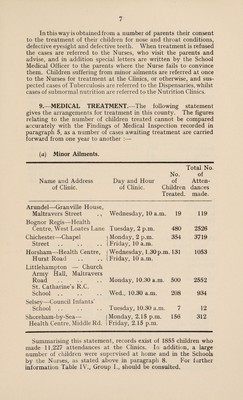 7
In this way is obtained from a number of parents their consent
to the treatment of their children for nose and throat conditions,
defective eyesight and defective teeth. When treatment is refused
the cases are referred to the Nurses, who visit the parents and
advise, and in addition special letters are written by the School
Medical Officer to the parents where the Nurse fails to convince
them. Children suffering from minor ailments are referred at once
to the Nurses for treatment at the Clinics, or otherwise, and sus-
pected cases of Tuberculosis are referred to the Dispensaries, whilst
cases of subnormal nutrition are referred to the Nutrition Clinics.
9.—MEDICAL TREATMENT.—The following statement
gives the arrangements for treatment in this county. The figures
relating to the number of children treated cannot be compared
accurately with the Findings of Medical Inspection recorded in
paragraph 8, as a number of cases awaiting treatment are carried
forward from one year to another :—
(a) Minor Ailments.
Name and Address of Clinic. Day and Hour of Clinic. No. of Children Treated. Total No. of Atten- dances made.
Arundel—Granville House,
Maltravers Street .. Wednesday, 10 a.m. 19 119
Bognor Regis—Health
Centre, West Loates Lane Tuesday, 2 p.m. 480 2526
Chichester—Chapel Monday, 2 p.m. 354 3719
Street .. .. .. Friday, 10 a.m.
Horsham—Health Centre, Wednesday, 1.30 p.m. 131 1053
Hurst Road .. .. Friday, 10 a.m.
Littlehampton — Church
Army Hall, Maltravers
Road .. .. .. Monday, 10.30 a.m. 500 2552
St. Catharine's R.C.
School .. .. .. Wed., 10.30 a.m. 208 934
Selsey—Council Infants'
School .. .. .. Tuesday, 10.30 a.m. 7 12
Shoreham-by-Sea— Monday, 2.15 p.m. 156 312
Health Centre, Middle Rd. Friday, 2.15 p.m.
Summarising this statement, records exist of 1855 children who
made 11,227 attendances at the Clinics. In addition, a large
number of children were supervised at home and in the Schools
by the Nurses, as stated above in paragraph 8. For further
information Table IV., Group I., should be consulted.